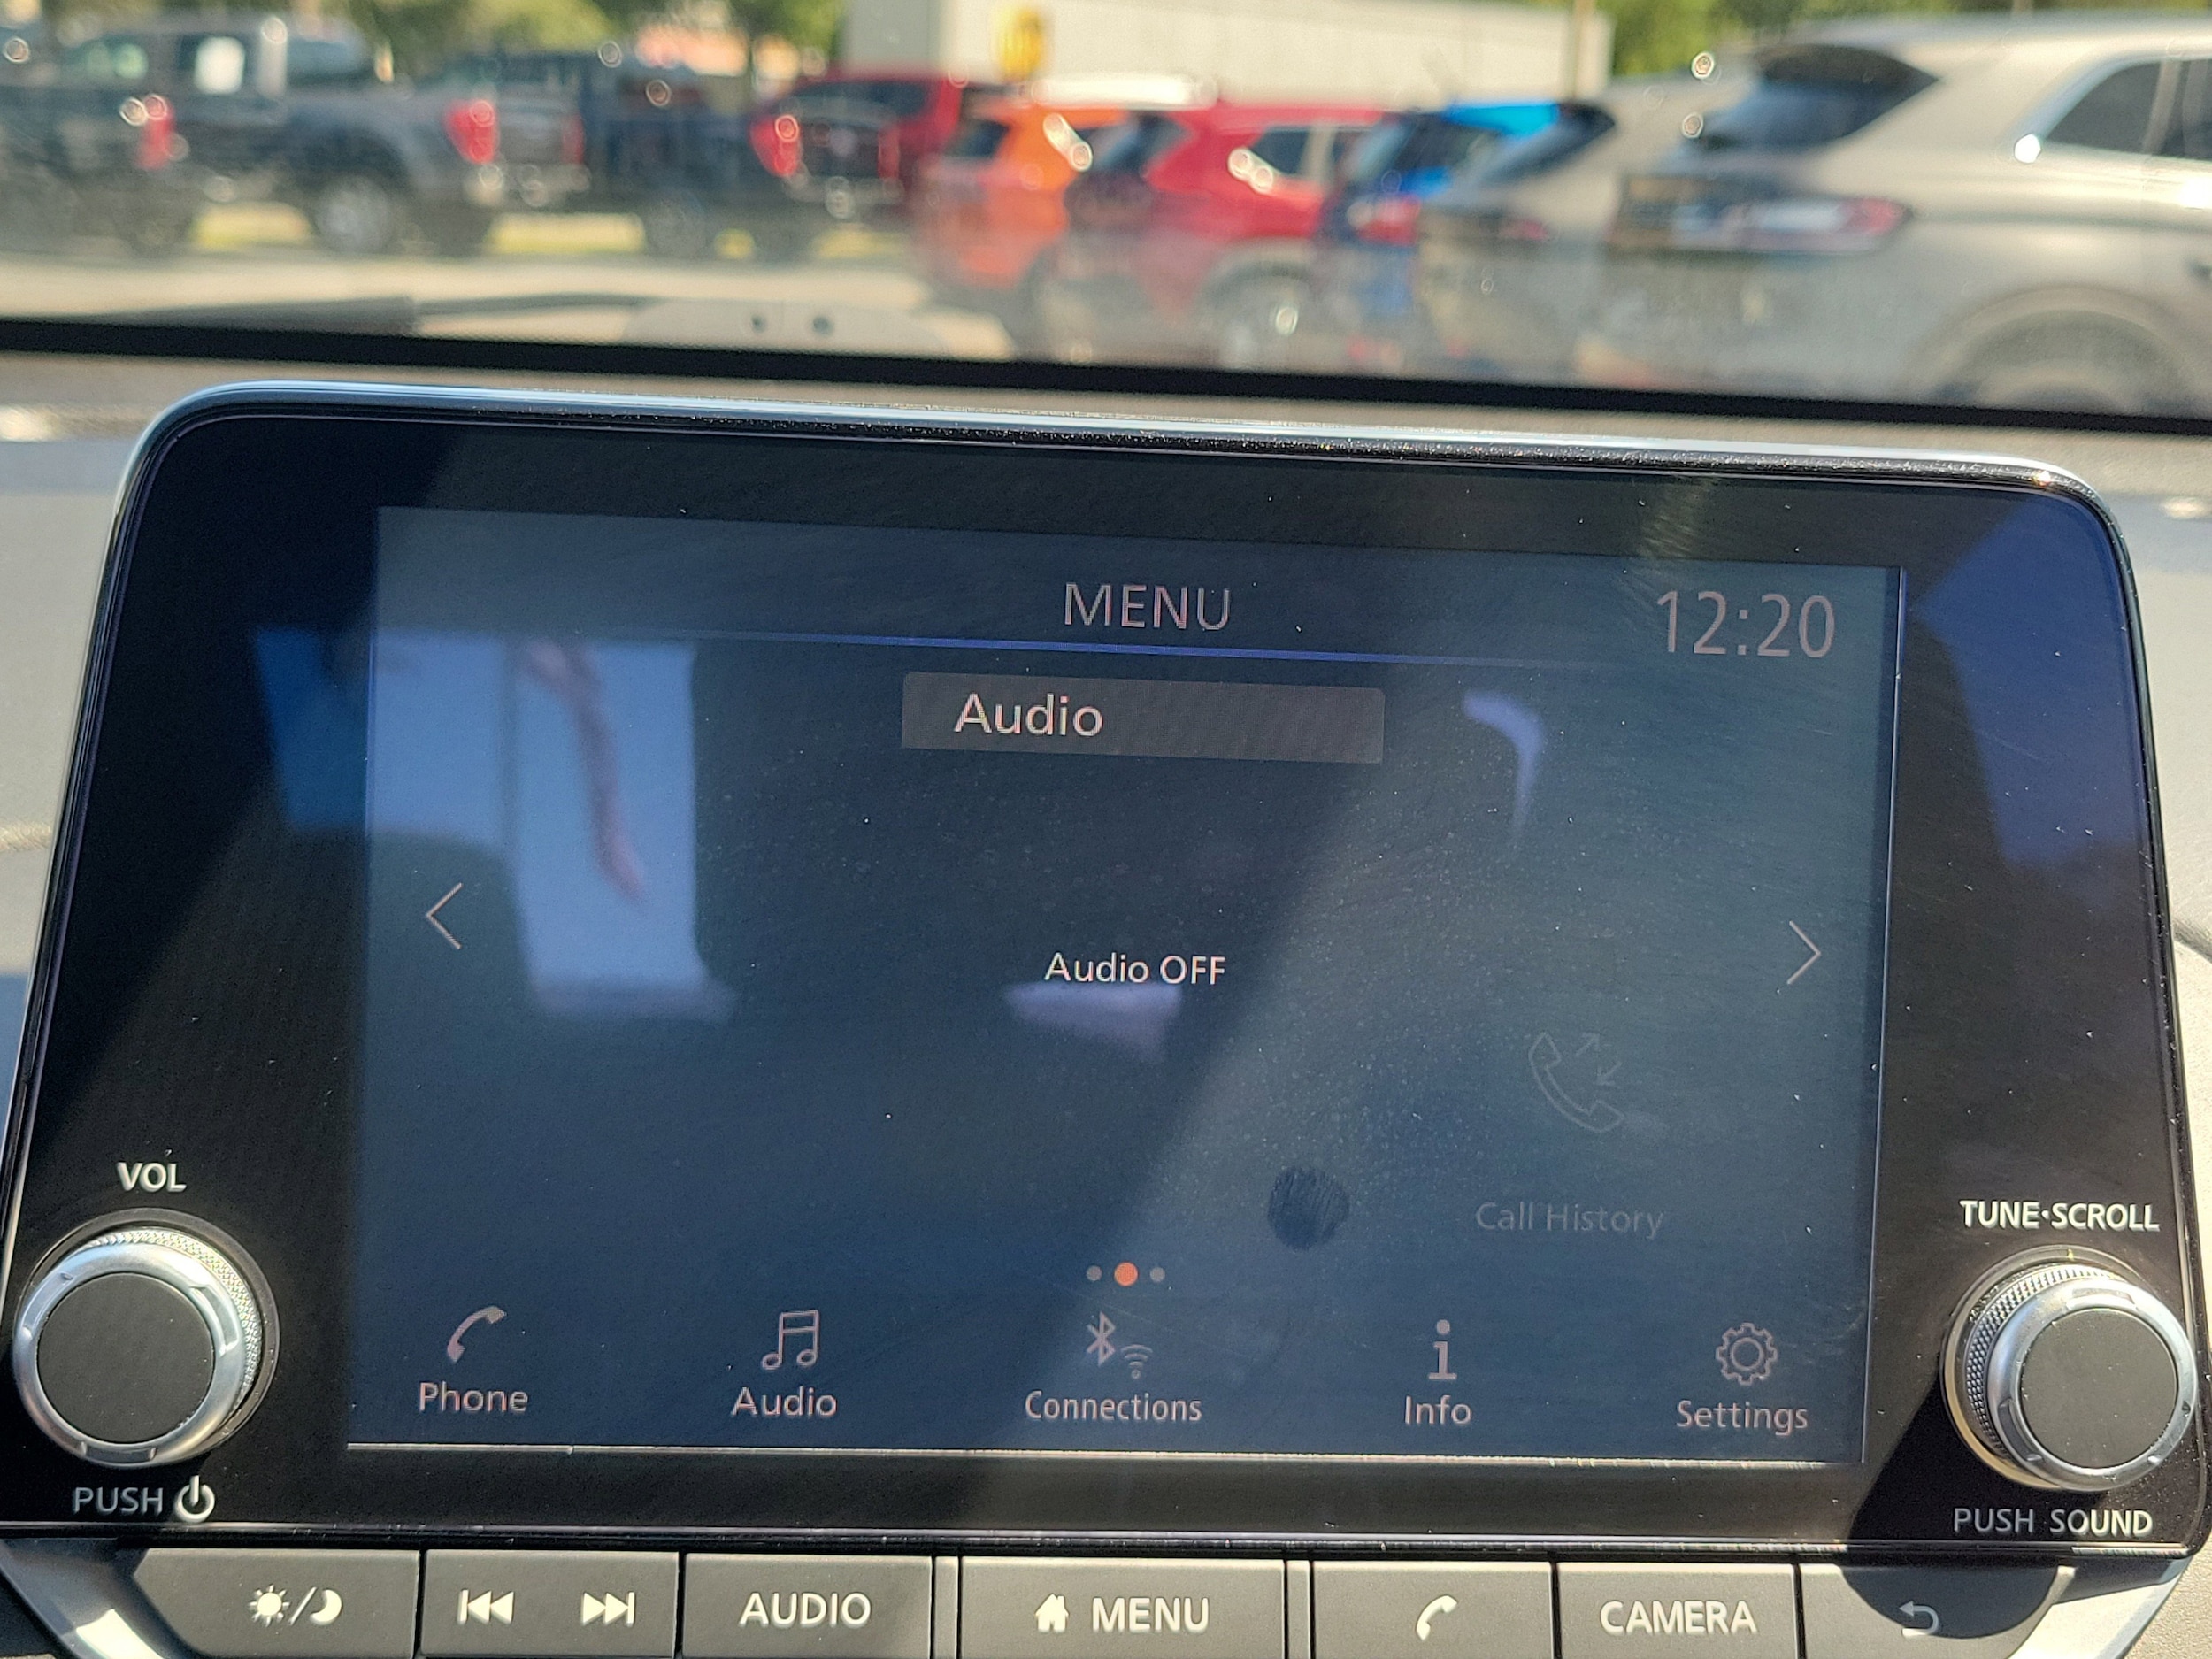 MENU
12:20
Audio
Audio OFF
Call History
Phone
Audio
Connections
Info
Settings
VOL
PUSH
TUNE·SCROLL
PUSH SOUND
AUDIO
MENU
CAMERA